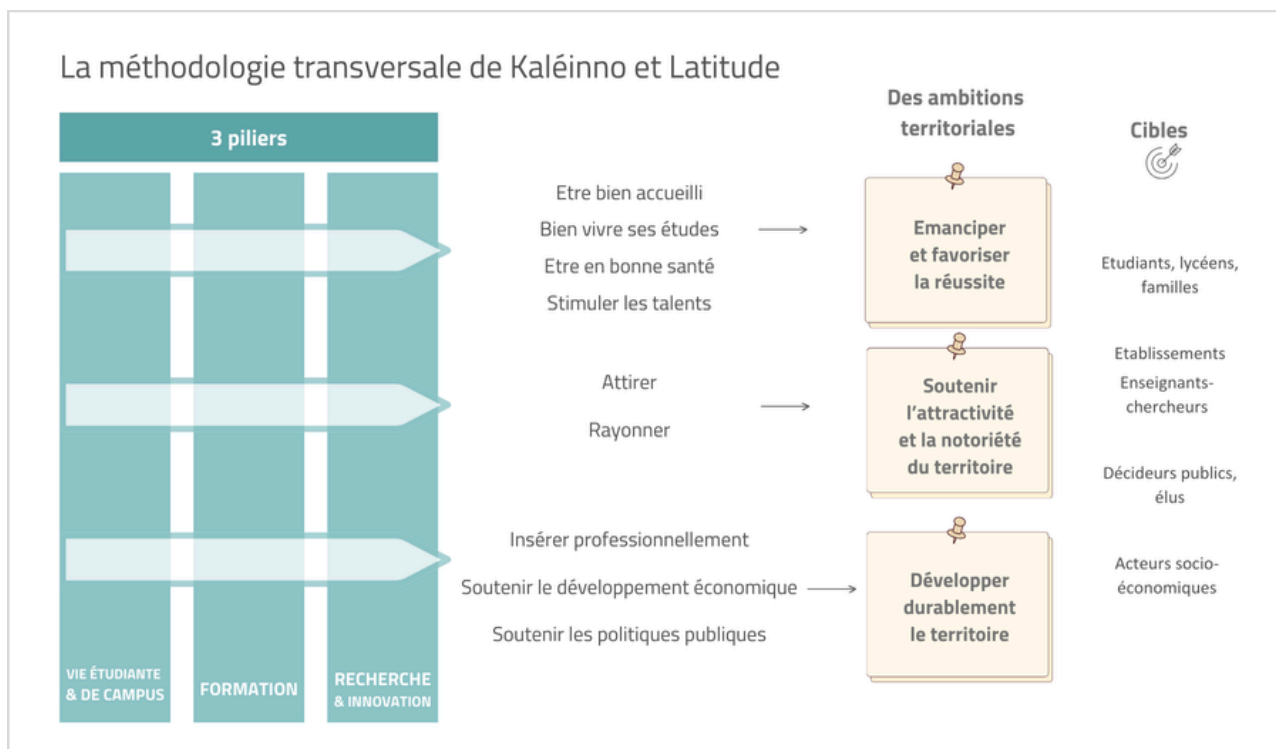 La méthodologie transversale de Kaléinno et Latitude
3 piliers
VIE ÉTUDIANTE
& DE CAMPUS
FORMATION
RECHERCHE
& INNOVATION
Etre bien accueilli
Bien vivre ses études
Etre en bonne santé
Stimuler les talents
Attirer
Rayonner
Insérer professionnellement
Soutenir le développement économique
Soutenir les politiques publiques
Des ambitions
territoriales
Emanciper
et favoriser
la réussite
Soutenir
l'attractivité
et la notoriété
du territoire
Développer
durablement
le territoire
Cibles
Etudiants, lycéens,
familles
Etablissements
Enseignants-
chercheurs
Décideurs publics,
élus
Acteurs socio-
économiques